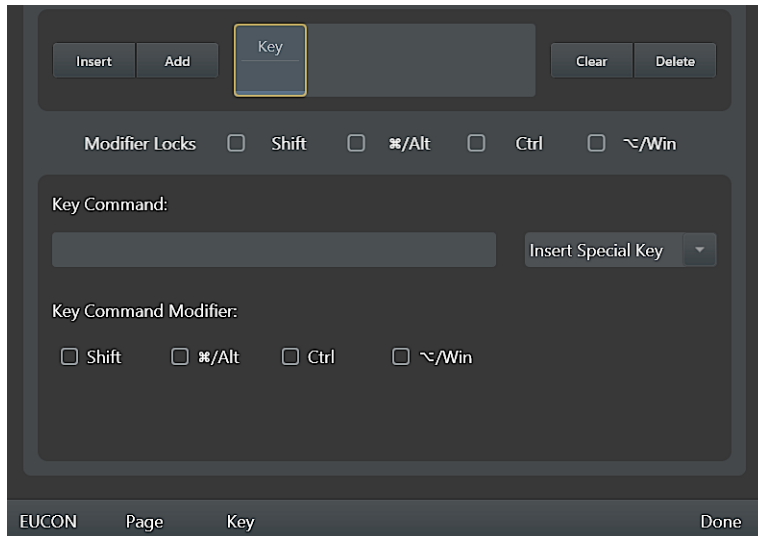 Insert Add Key Clear Delete
Modifier Locks Shift ⌘/Alt Ctrl ⌥/Win
Key Command:
Insert Special Key
Key Command Modifier:
Shift ⌘/Alt Ctrl ⌥/Win
EUCON Page Key Done